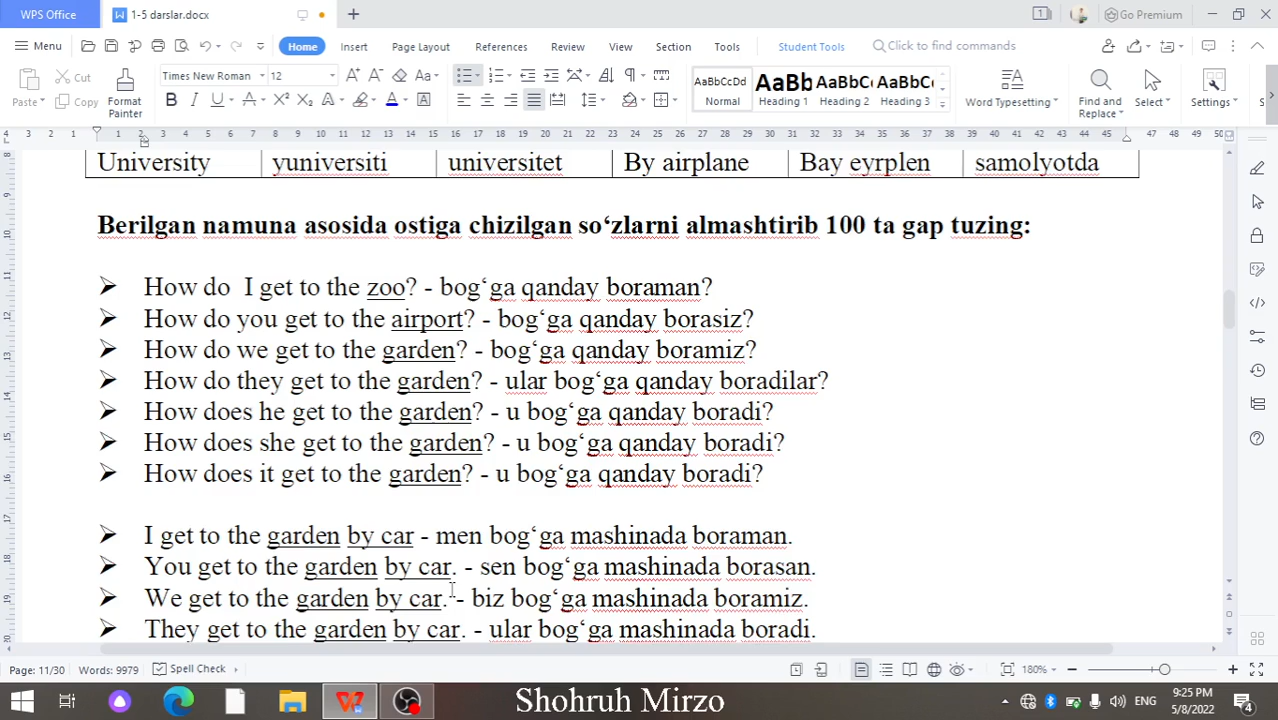 WPS Office
1-5 darslar.docx
Go Premium
Menu
Home
Insert
Page Layout
References
Review
View
Section
Tools
Student Tools
Click to find commands
Paste
Cut
Copy
Format Painter
Times New Roman
12
AaBbCcDd
Normal
AaBb
Heading 1
AaBbC
Heading 2
AaBbC
Heading 3
Word Typesetting
Find and Replace
Select
Settings
University yuniversiti universitet By airplane Bay eyrplen samolyotda
Berilgan namuna asosida ostiga chizilgan so‘zlarni almashtirib 100 ta gap tuzing:
How do I get to the zoo? - bog‘ga qanday boraman?
How do you get to the airport? - bog‘ga qanday borasiz?
How do we get to the garden? - bog‘ga qanday boramiz?
How do they get to the garden? - ular bog‘ga qanday boradilar?
How does he get to the garden? - u bog‘ga qanday boradi?
How does she get to the garden? - u bog‘ga qanday boradi?
How does it get to the garden? - u bog‘ga qanday boradi?
I get to the garden by car - men bog‘ga mashinada boraman.
You get to the garden by car. - sen bog‘ga mashinada borasan.
We get to the garden by car. - biz bog‘ga mashinada boramiz.
They get to the garden by car. - ular bog‘ga mashinada boradi.
Page: 11/30 Words: 9979 Spell Check 180%
Shohruh Mirzo
ENG
9:25 PM
5/8/2022
4